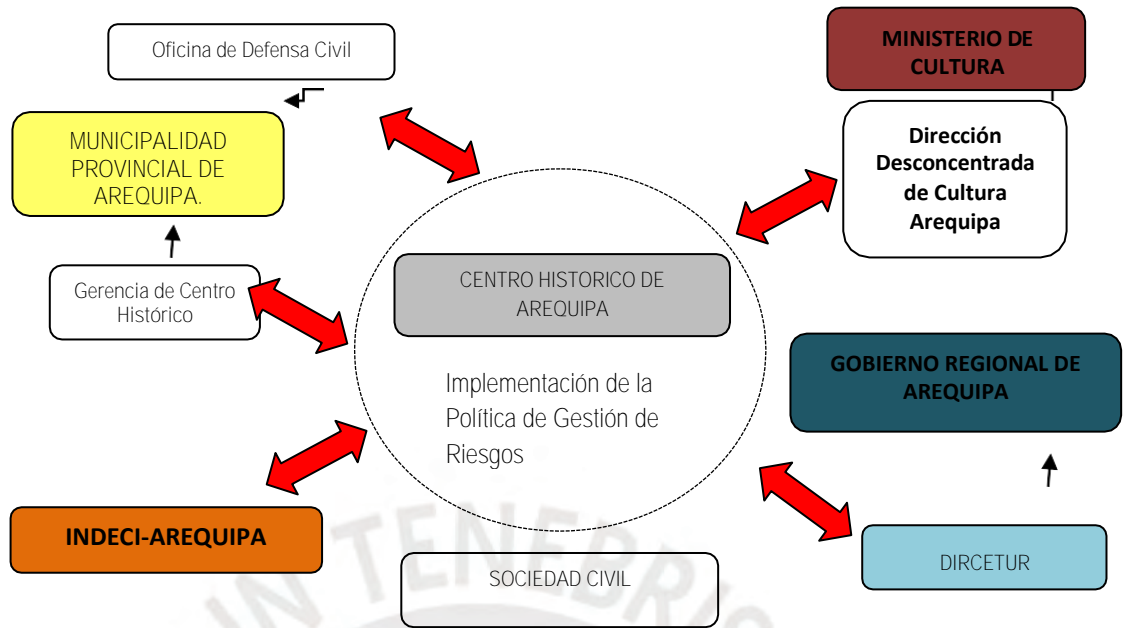 Oficina de Defensa Civil
MINISTERIO DE
CULTURA
MUNICIPALIDAD
PROVINCIAL DE
AREQUIPA.
Dirección
Desconcentrada
de Cultura
Arequipa
Gerencia de Centro
Histórico
CENTRO HISTORICO DE
AREQUIPA
Implementación de la
Política de Gestión de
Riesgos
GOBIERNO REGIONAL DE
AREQUIPA
INDECI-AREQUIPA
SOCIEDAD CIVIL
DIRCETUR
IN TENEBRIS